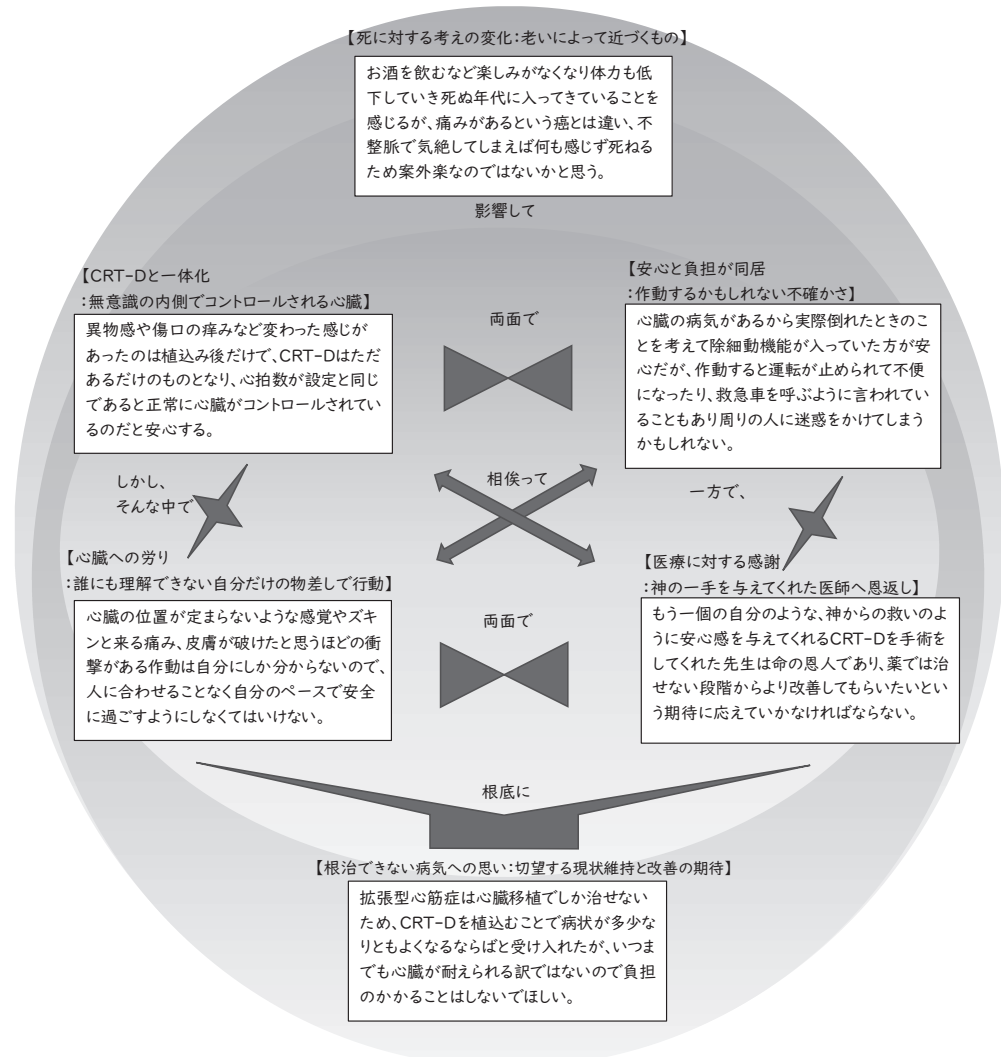 【死に対する考えの変化:老いによって近づくもの】
お酒を飲むなど楽しみがなくなり体力も低
下していき死ぬ年代に入ってきていることを
感じるが、痛みがあるという癌とは違い、不
整脈で気絶してしまえば何も感じず死ねる
ため案外楽なのではないかと思う。
影響して
【CRT-Dと一体化
:無意識の内側でコントロールされる心臓】
異物感や傷口の痒みなど変わった感じが
あったのは植込み後だけで、CRT-Dはただ
あるだけのものとなり、心拍数が設定と同じ
であると正常に心臓がコントロールされてい
るのだと安心する。
両面で
【安心と負担が同居
:作動するかもしれない不確かさ】
心臓の病気があるから実際倒れたときのこ
とを考えて除細動機能が入っていた方が安
心だが、作動すると運転が止められて不便
になったり、救急車を呼ぶように言われて
いることもあり周りの人に迷惑をかけてしまう
かもしれない。
しかし、
そんな中で
相俟って
一方で、
【心臓への労り
:誰にも理解できない自分だけの物差しで行動】
心臓の位置が定まらないような感覚やズキ
ンと来る痛み、皮膚が破けたと思うほどの衝
撃がある作動は自分にしか分からないので、
人に合わせることなく自分のペースで安全
に過ごすようにしなくてはいけない。
両面で
【医療に対する感謝
:神の一手を与えてくれた医師へ恩返し】
もう一個の自分のような、神からの救いのよ
うに安心感を与えてくれるCRT-Dを手術を
してくれた先生は命の恩人であり、薬では治
せない段階からより改善してもらいたいとい
う期待に応えていかなければならない。
根底に
【根治できない病気への思い:切望する現状維持と改善の期待】
拡張型心筋症は心臓移植でしか治せない
ため、CRT-Dを植込むことで病状が多少な
りともよくなるならばと受け入れたが、いつま
でも心臓が耐えられる訳ではないので負担
のかかることはしないでほしい。